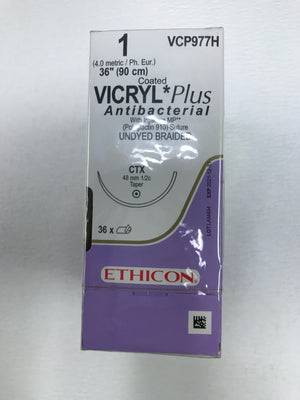 1 VCP977H
(4.0 metric / Ph. Eur.)
36" (90 cm)
Coated
VICRYL* Plus
Antibacterial
UNDYED BRAIDED
CTX
48 mm 1/2c
Taper
36 x
ETHICON